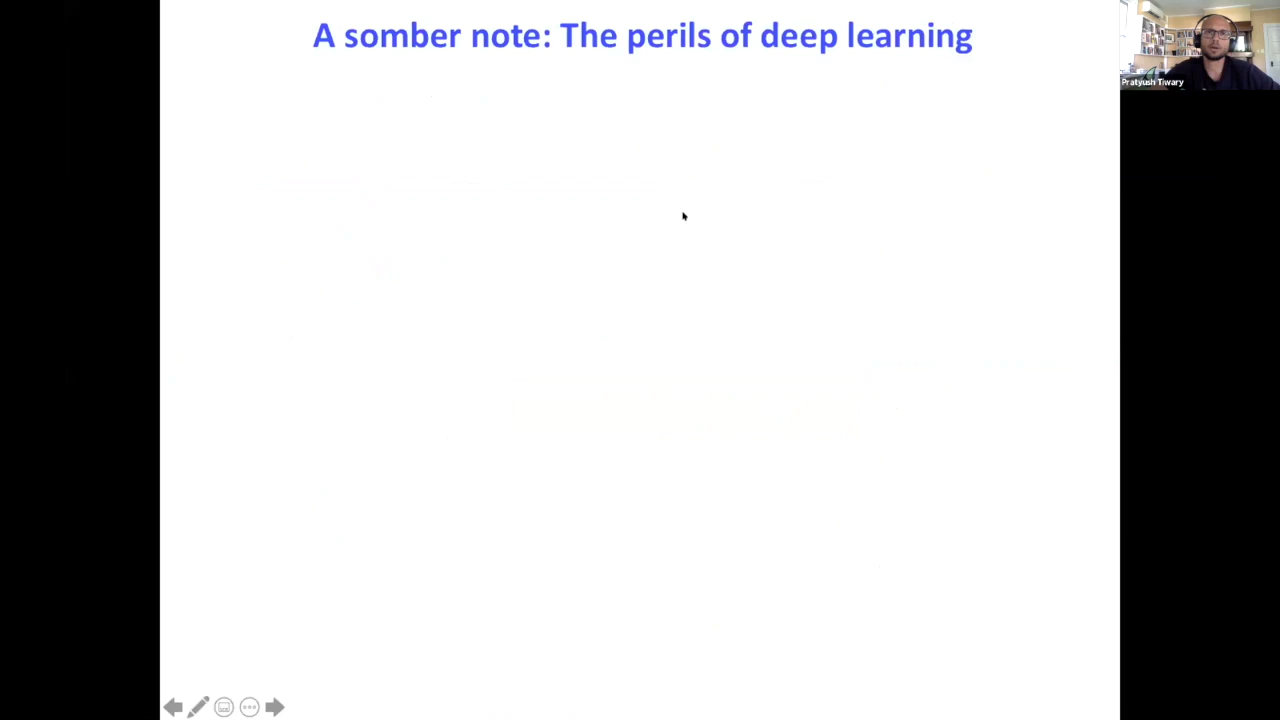 A somber note: The perils of deep learning
Pratyush Tiwary